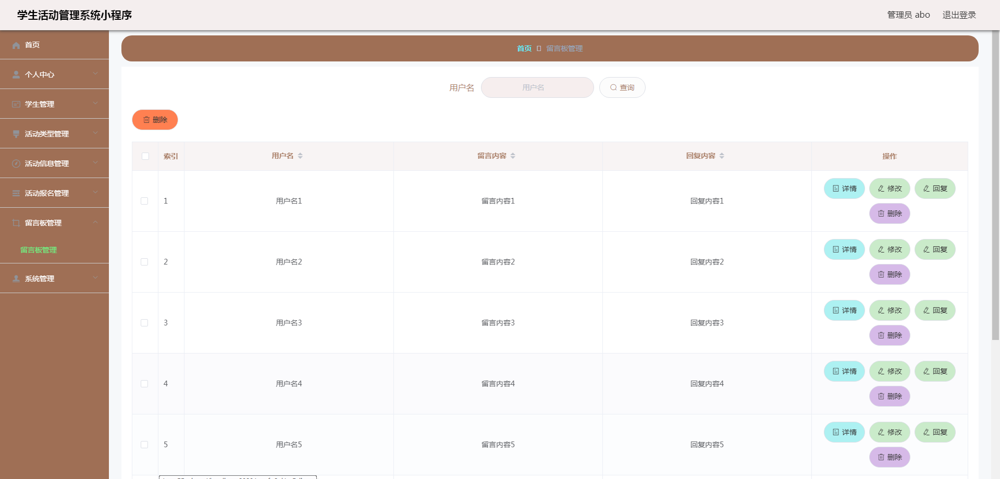 学生活动管理系统小程序
管理员 abo 退出登录
首页
个人中心
学生管理
活动类型管理
活动信息管理
活动报名管理
留言板管理
留言板管理
系统管理
首页 留言板管理
用户名 用户名 查询
删除
索引 用户名 留言内容 回复内容 操作
1 用户名1 留言内容1 回复内容1 详情 修改 回复
删除
2 用户名2 留言内容2 回复内容2 详情 修改 回复
删除
3 用户名3 留言内容3 回复内容3 详情 修改 回复
删除
4 用户名4 留言内容4 回复内容4 详情 修改 回复
删除
5 用户名5 留言内容5 回复内容5 详情 修改 回复
删除